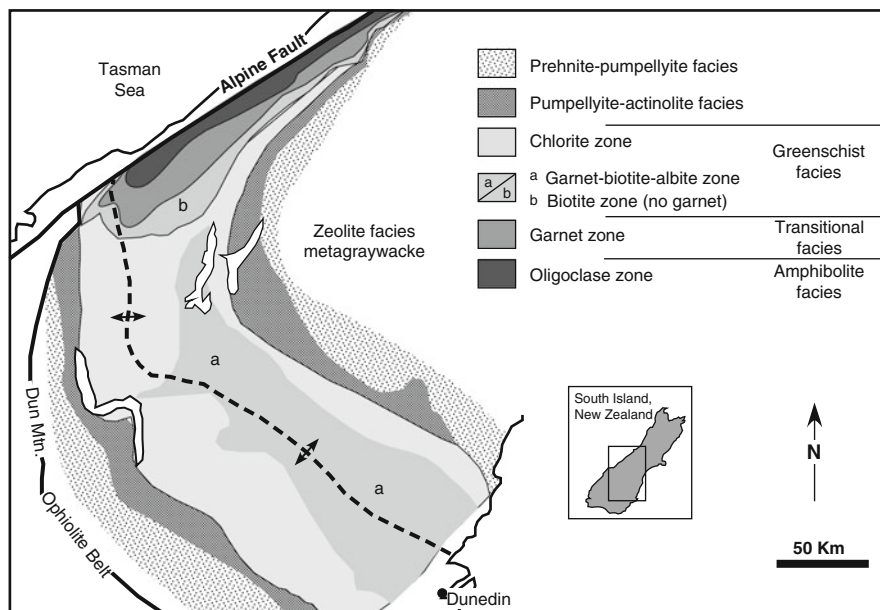 Tasman
Sea
Alpine Fault
Prehnite-pumpellyite facies
Pumpellyite-actinolite facies
Chlorite zone
Greenschist
facies
a
b
a Garnet-biotite-albite zone
b Biotite zone (no garnet)
Garnet zone
Transitional
facies
Oligoclase zone
Amphibolite
facies
b
Zeolite facies
metagraywacke
a
a
Dun Mtn.
Ophiolite Belt
South Island,
New Zealand
N
50 Km
Dunedin